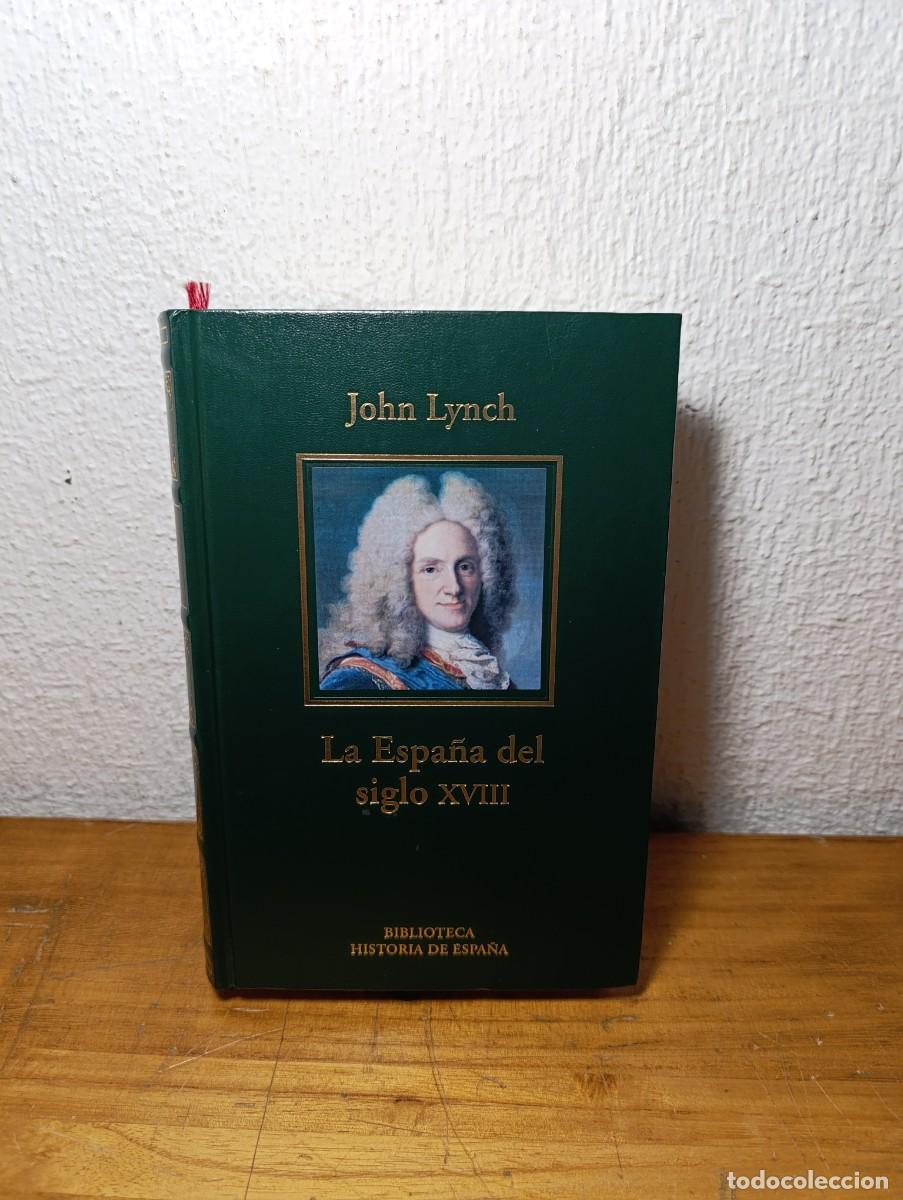 John Lynch
La España del
siglo XVIII
BIBLIOTECA
HISTORIA DE ESPAÑA
todocoleccion